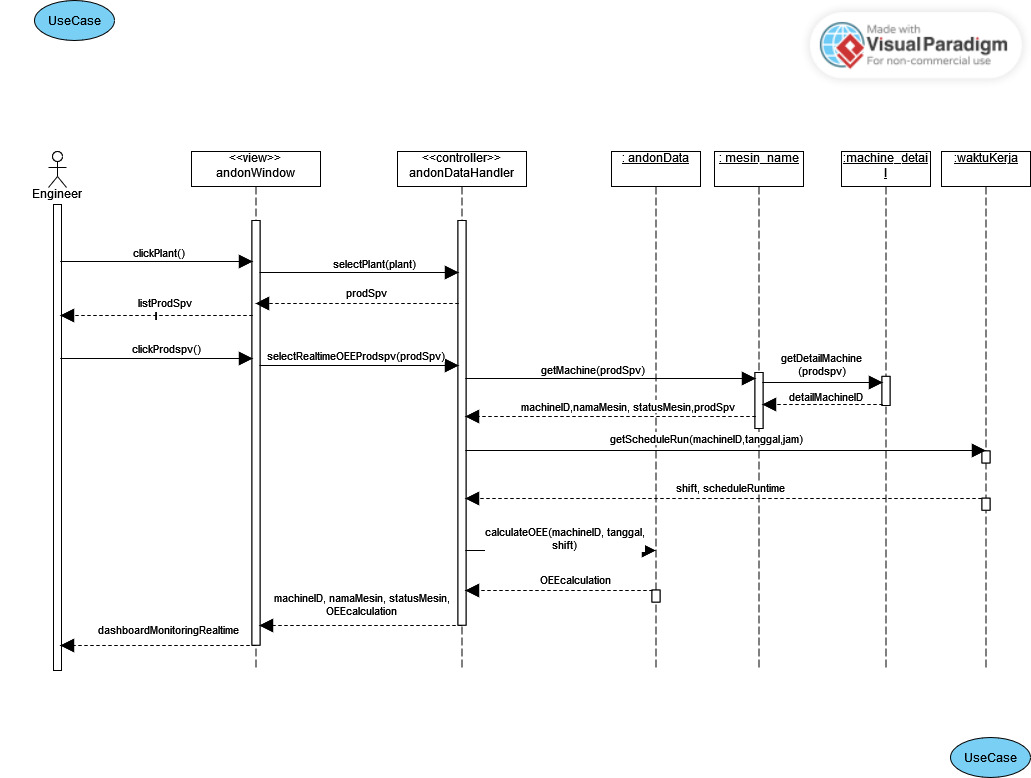 UseCase
Made with
Visual Paradigm
For non-commercial use
<<view>>
andonWindow
<<controller>>
andonDataHandler
: andonData
: mesin_name
:machine_detai
l
:waktuKerja
Engineer
clickPlant()
selectPlant(plant)
prodSpv
listProdSpv
clickProdspv()
selectRealtimeOEEProdspv(prodSpv)
getMachine(prodSpv)
getDetailMachine
(prodspv)
detailMachineID
machineID,namaMesin, statusMesin,prodSpv
getScheduleRun(machineID,tanggal,jam)
shift, scheduleRuntime
calculateOEE(machineID, tanggal,
shift)
OEEcalculation
machineID, namaMesin, statusMesin,
OEEcalculation
dashboardMonitoringRealtime
UseCase